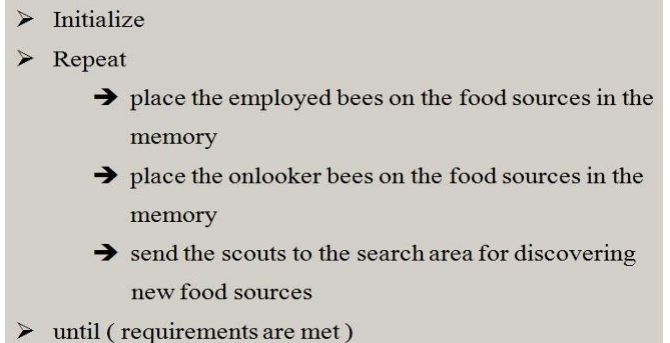 ➢ Initialize
➢ Repeat
➔ place the employed bees on the food sources in the
memory
➔ place the onlooker bees on the food sources in the
memory
➔ send the scouts to the search area for discovering
new food sources
➢ until ( requirements are met )